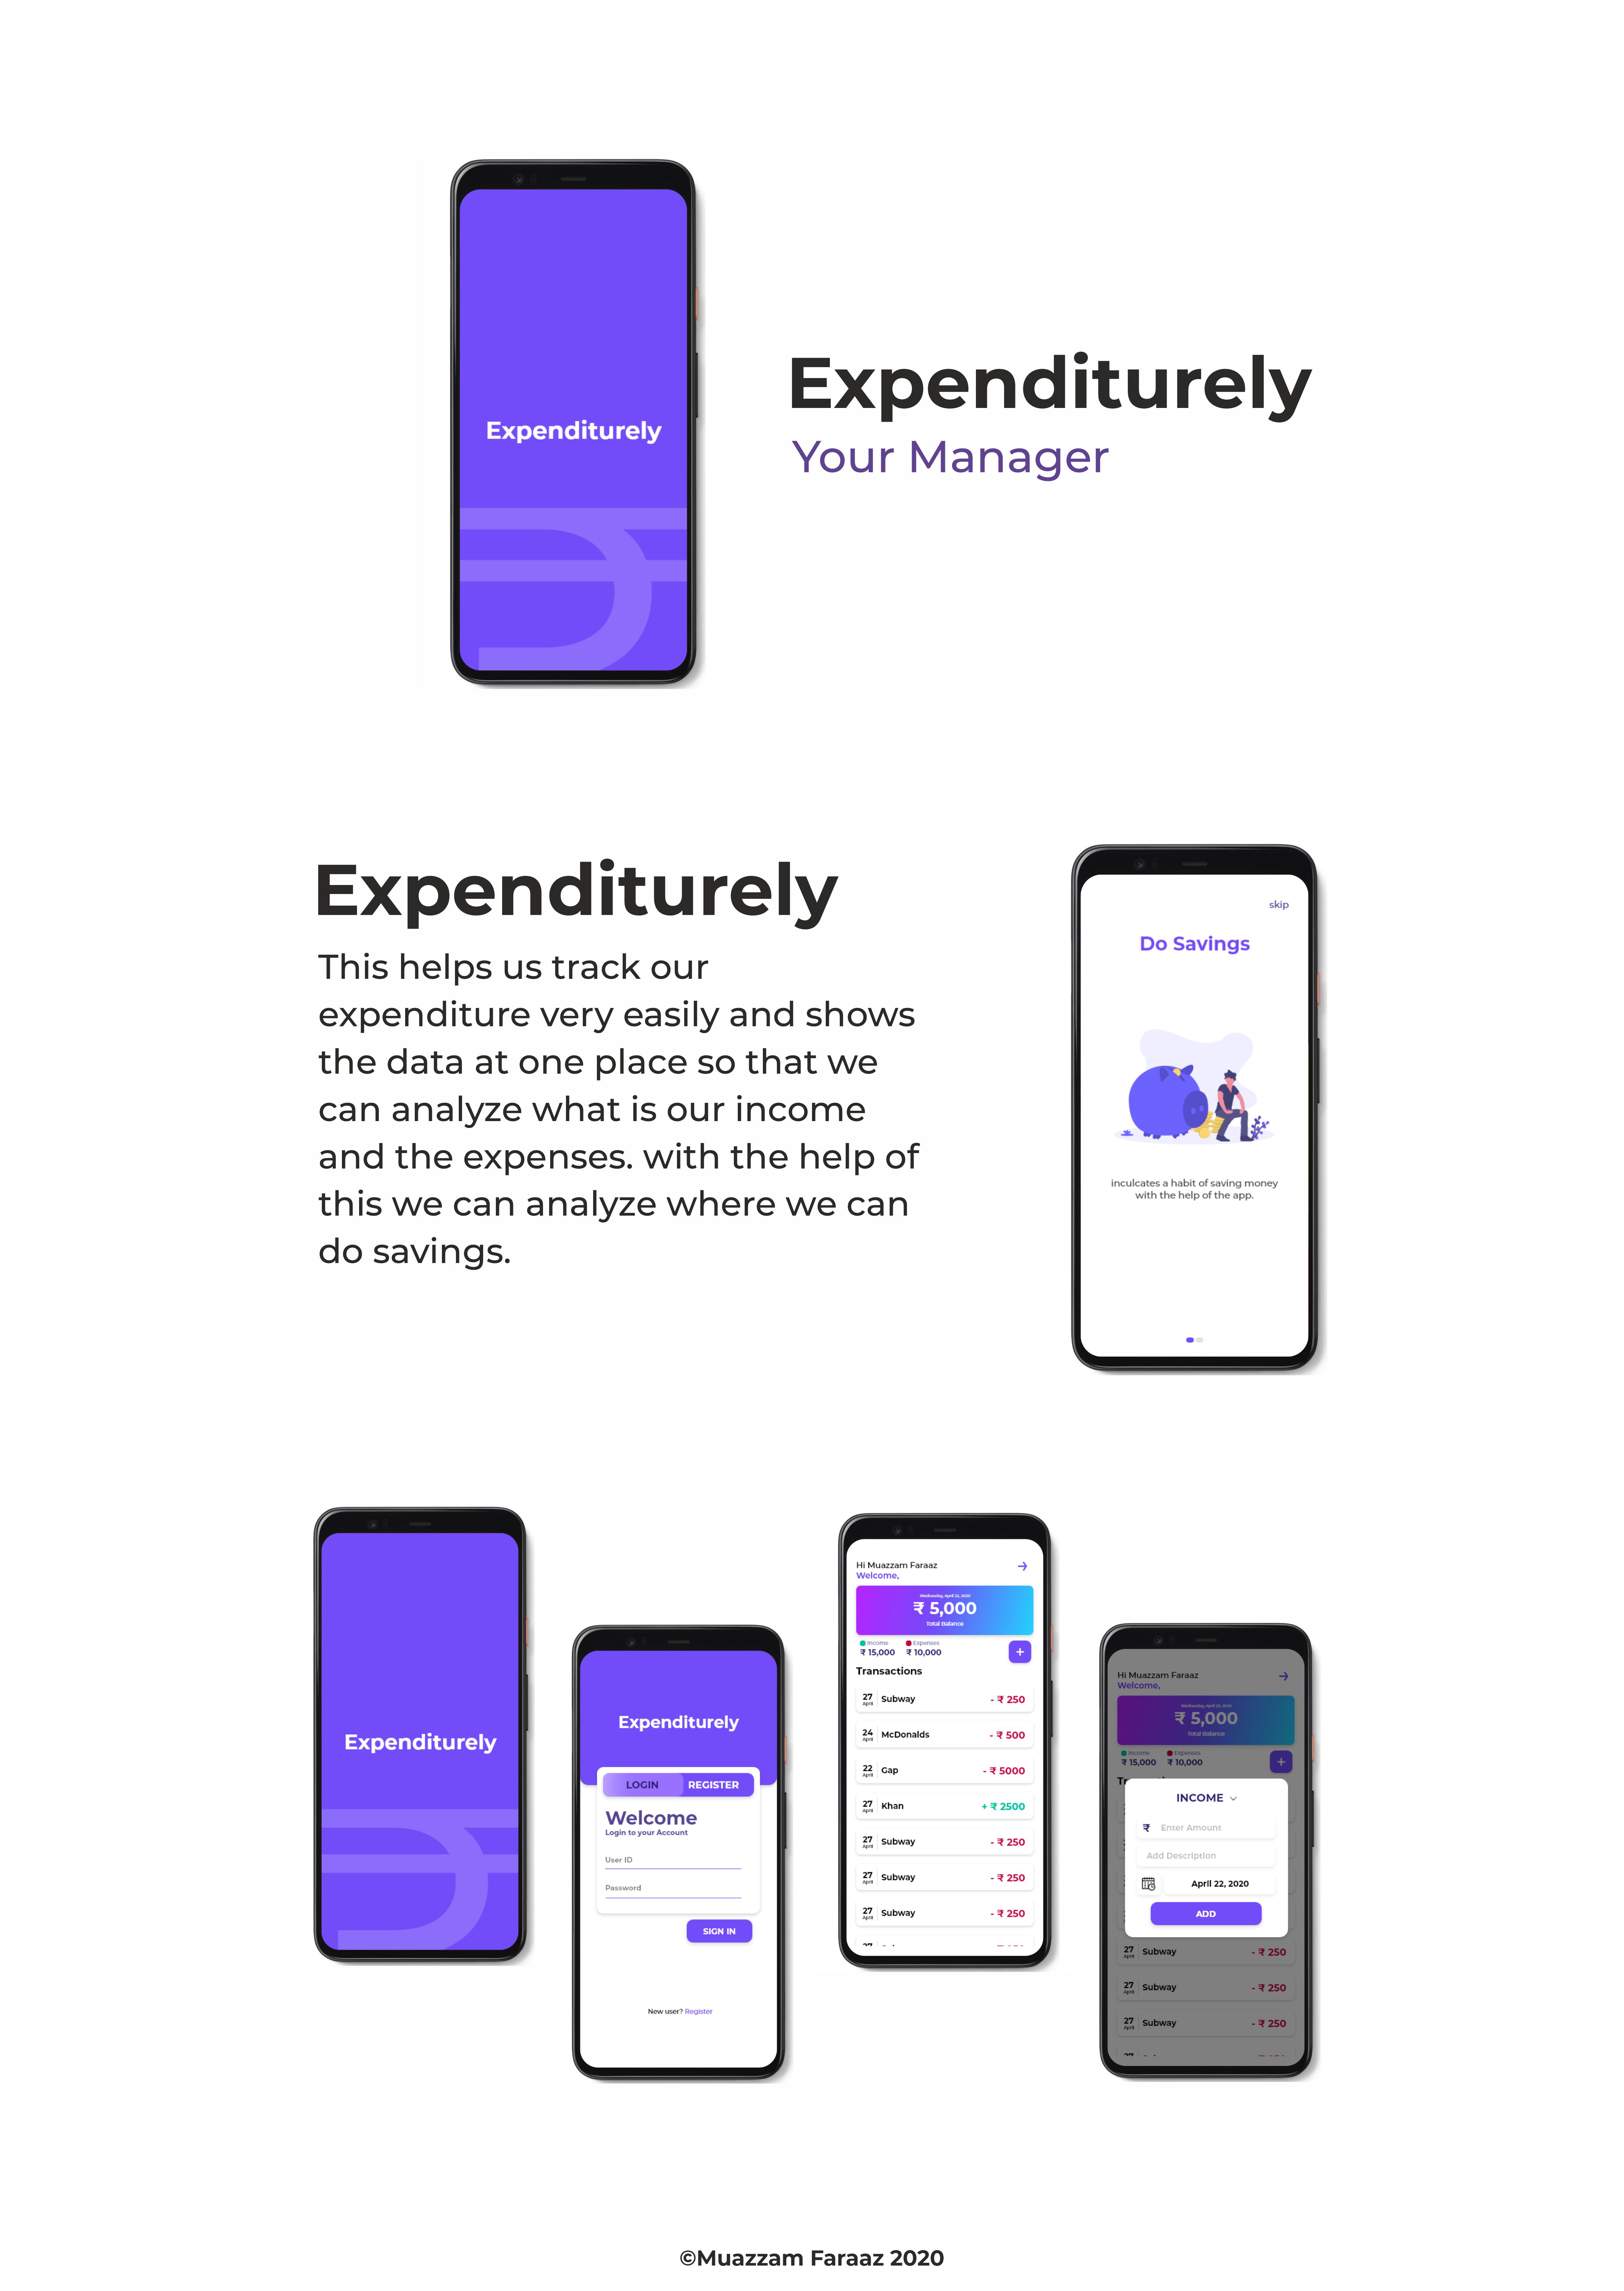 Expenditurely
Expenditurely
Your Manager
Expenditurely
This helps us track our
expenditure very easily and shows
the data at one place so that we
can analyze what is our income
and the expenses. with the help of
this we can analyze where we can
do savings.
skip
Do Savings
inculcates a habit of saving money
with the help of the app.
Expenditurely
Expenditurely
LOGIN REGISTER
Welcome
Login to your Account
User ID
Password
SIGN IN
New user? Register
Hi Muazzam Faraaz
Welcome,
Wednesday, April 22, 2020
₹ 5,000
Total Balance
Income Expenses
₹ 15,000 ₹ 10,000
+
Transactions
27 April Subway - ₹ 250
24 April McDonalds - ₹ 500
22 April Gap - ₹ 5000
27 April Khan + ₹ 2500
27 April Subway - ₹ 250
27 April Subway - ₹ 250
27 April Subway - ₹ 250
Hi Muazzam Faraaz
Welcome,
Wednesday, April 22, 2020
₹ 5,000
Total Balance
Income Expenses
₹ 15,000 ₹ 10,000
+
INCOME
₹ Enter Amount
Add Description
April 22, 2020
ADD
27 April Subway - ₹ 250
27 April Subway - ₹ 250
27 April Subway - ₹ 250
©Muazzam Faraaz 2020